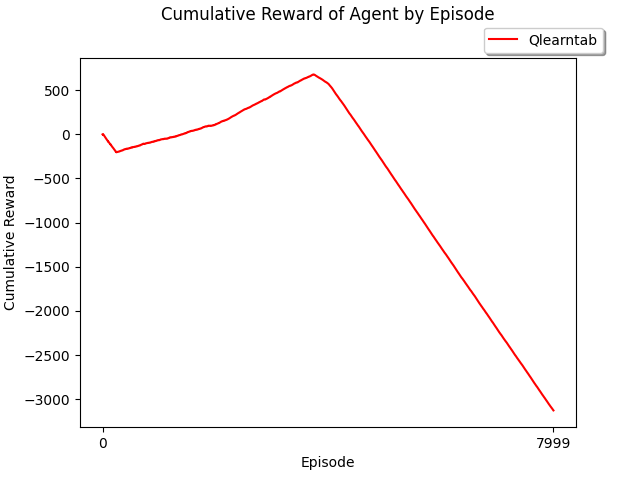 Cumulative Reward of Agent by Episode
Qlearntab
500
0
−500
−1000
−1500
−2000
−2500
−3000
Cumulative Reward
0
7999
Episode